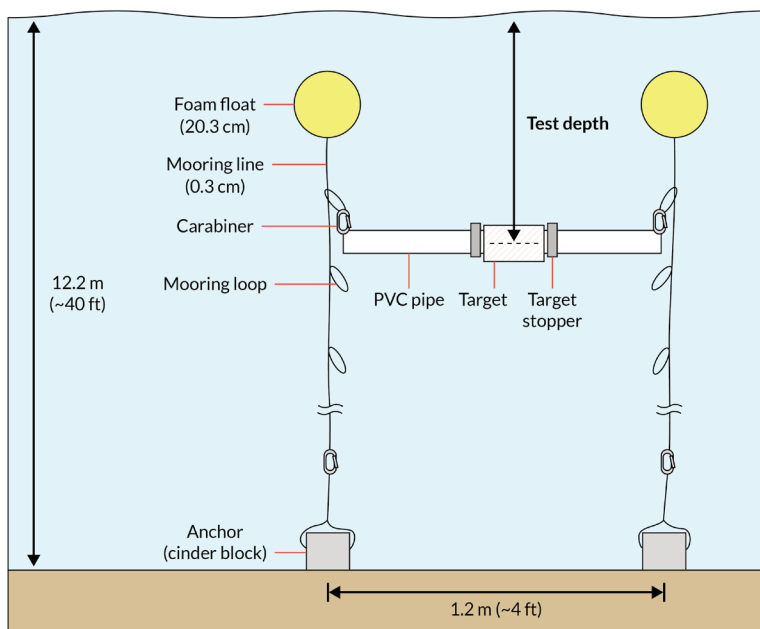 Foam float
(20.3 cm)
Test depth
Mooring line
(0.3 cm)
Carabiner
Mooring loop
12.2 m
(~40 ft)
PVC pipe
Target
Target
stopper
Anchor
(cinder block)
1.2 m (~4 ft)